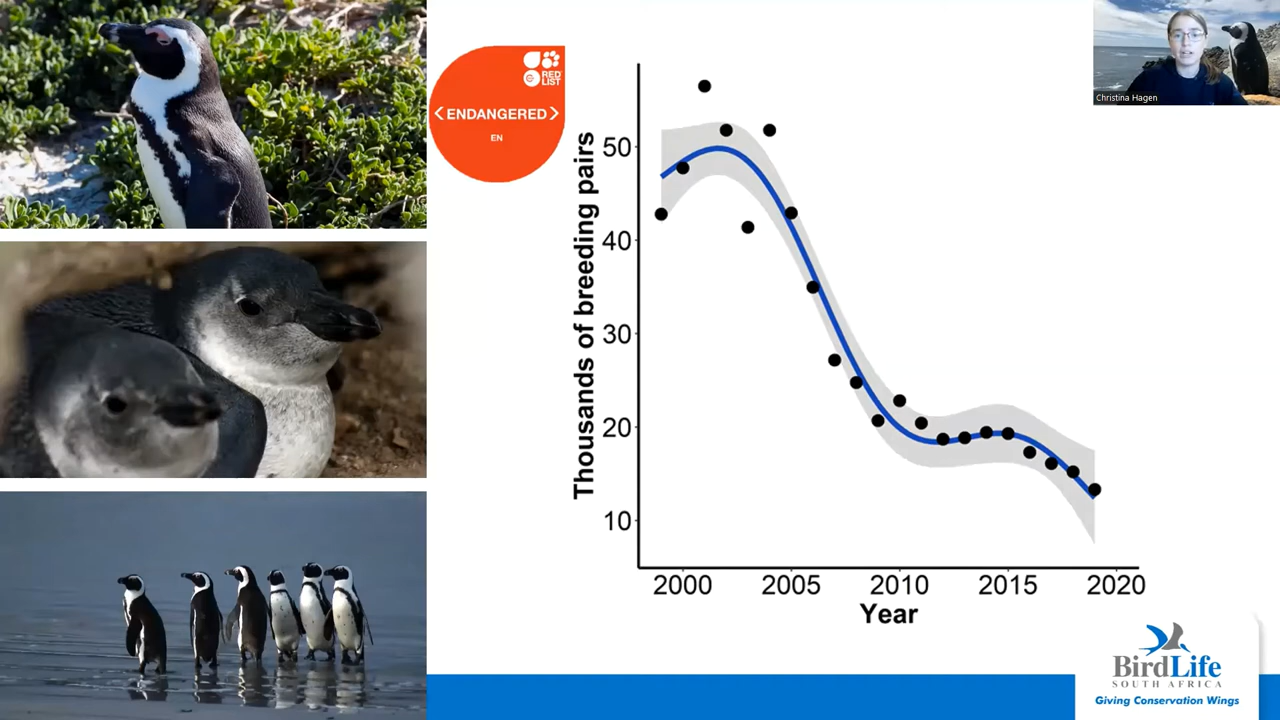 RED
LIST
<ENDANGERED>
EN
Christina Hagen
Thousands of breeding pairs
50
40
30
20
10
2000 2005 2010 2015 2020
Year
BirdLife
SOUTH AFRICA
Giving Conservation Wings